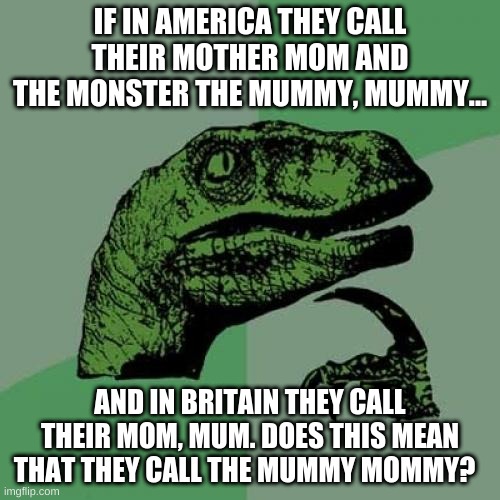 IF IN AMERICA THEY CALL
THEIR MOTHER MOM AND
THE MONSTER THE MUMMY, MUMMY...
AND IN BRITAIN THEY CALL
THEIR MOM, MUM. DOES THIS MEAN
THAT THEY CALL THE MUMMY MOMMY?
imgflip.com